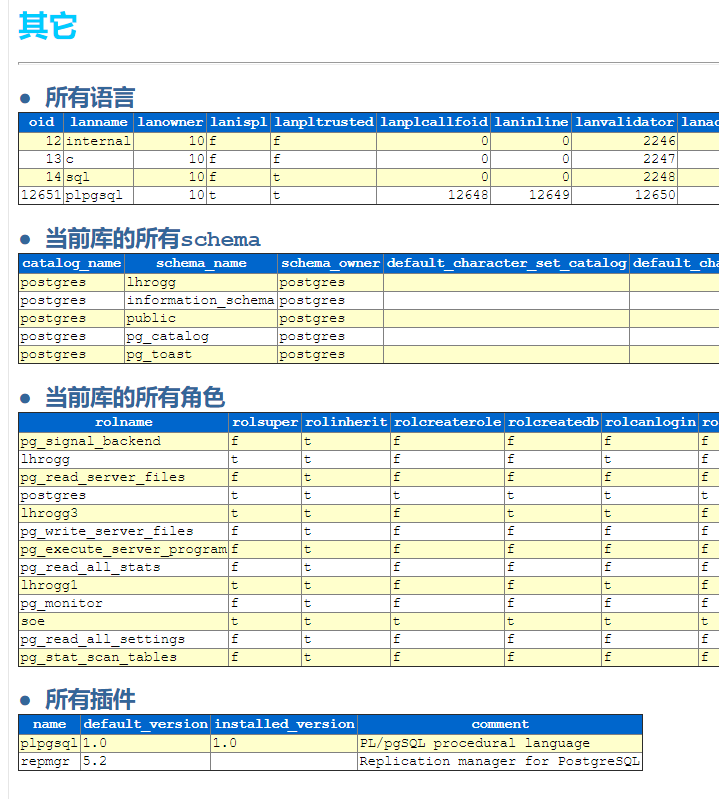 其它
● 所有语言
oid lanname lanowner lanispl lanpltrusted lanplcallfoid laninline lanvalidator lanac
12 internal 10 f f 0 0 2246
13 c 10 f f 0 0 2247
14 sql 10 f t 0 0 2248
12651 plpgsql 10 t t 12648 12649 12650
● 当前库的所有schema
catalog_name schema_name schema_owner default_character_set_catalog default_cha
postgres lhrogg postgres
postgres information_schema postgres
postgres public postgres
postgres pg_catalog postgres
postgres pg_toast postgres
● 当前库的所有角色
rolname rolsuper rolinherit rolcreaterole rolcreatedb rolcanlogin ro
pg_signal_backend f t f f f f
lhrogg t t f f t f
pg_read_server_files f t f f f f
postgres t t t t t t
lhrogg3 t t f t t f
pg_write_server_files f t f f f f
pg_execute_server_program f t f f f f
pg_read_all_stats f t f f f f
lhrogg1 t t f f t f
pg_monitor f t f f f f
soe t t t t t t
pg_read_all_settings f t f f f f
pg_stat_scan_tables f t f f f f
● 所有插件
name default_version installed_version comment
plpgsql 1.0 1.0 PL/pgSQL procedural language
repmgr 5.2 Replication manager for PostgreSQL